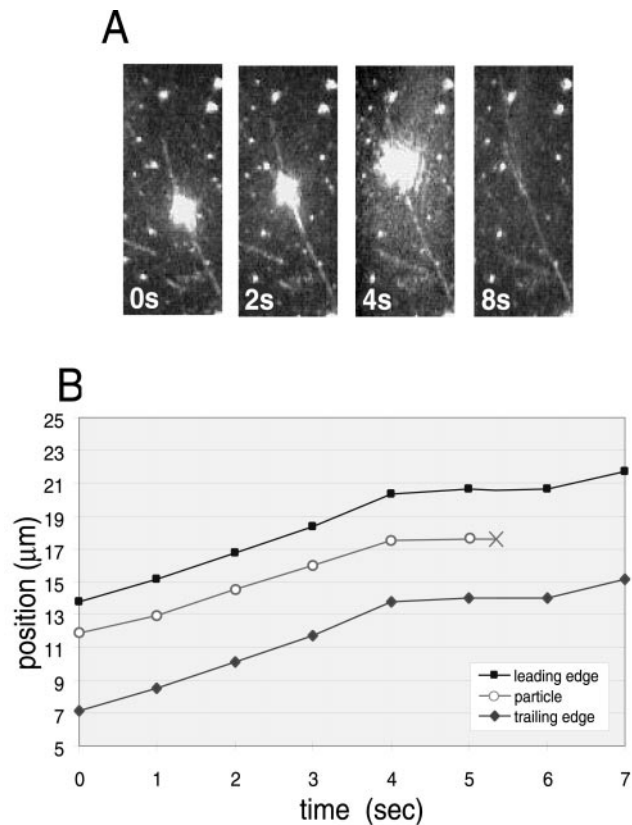 A
0s 2s 4s 8s
B
25
23
21
19
17
15
13
11
9
7
5
position (μm)
leading edge
particle
trailing edge
0 1 2 3 4 5 6 7
time (sec)